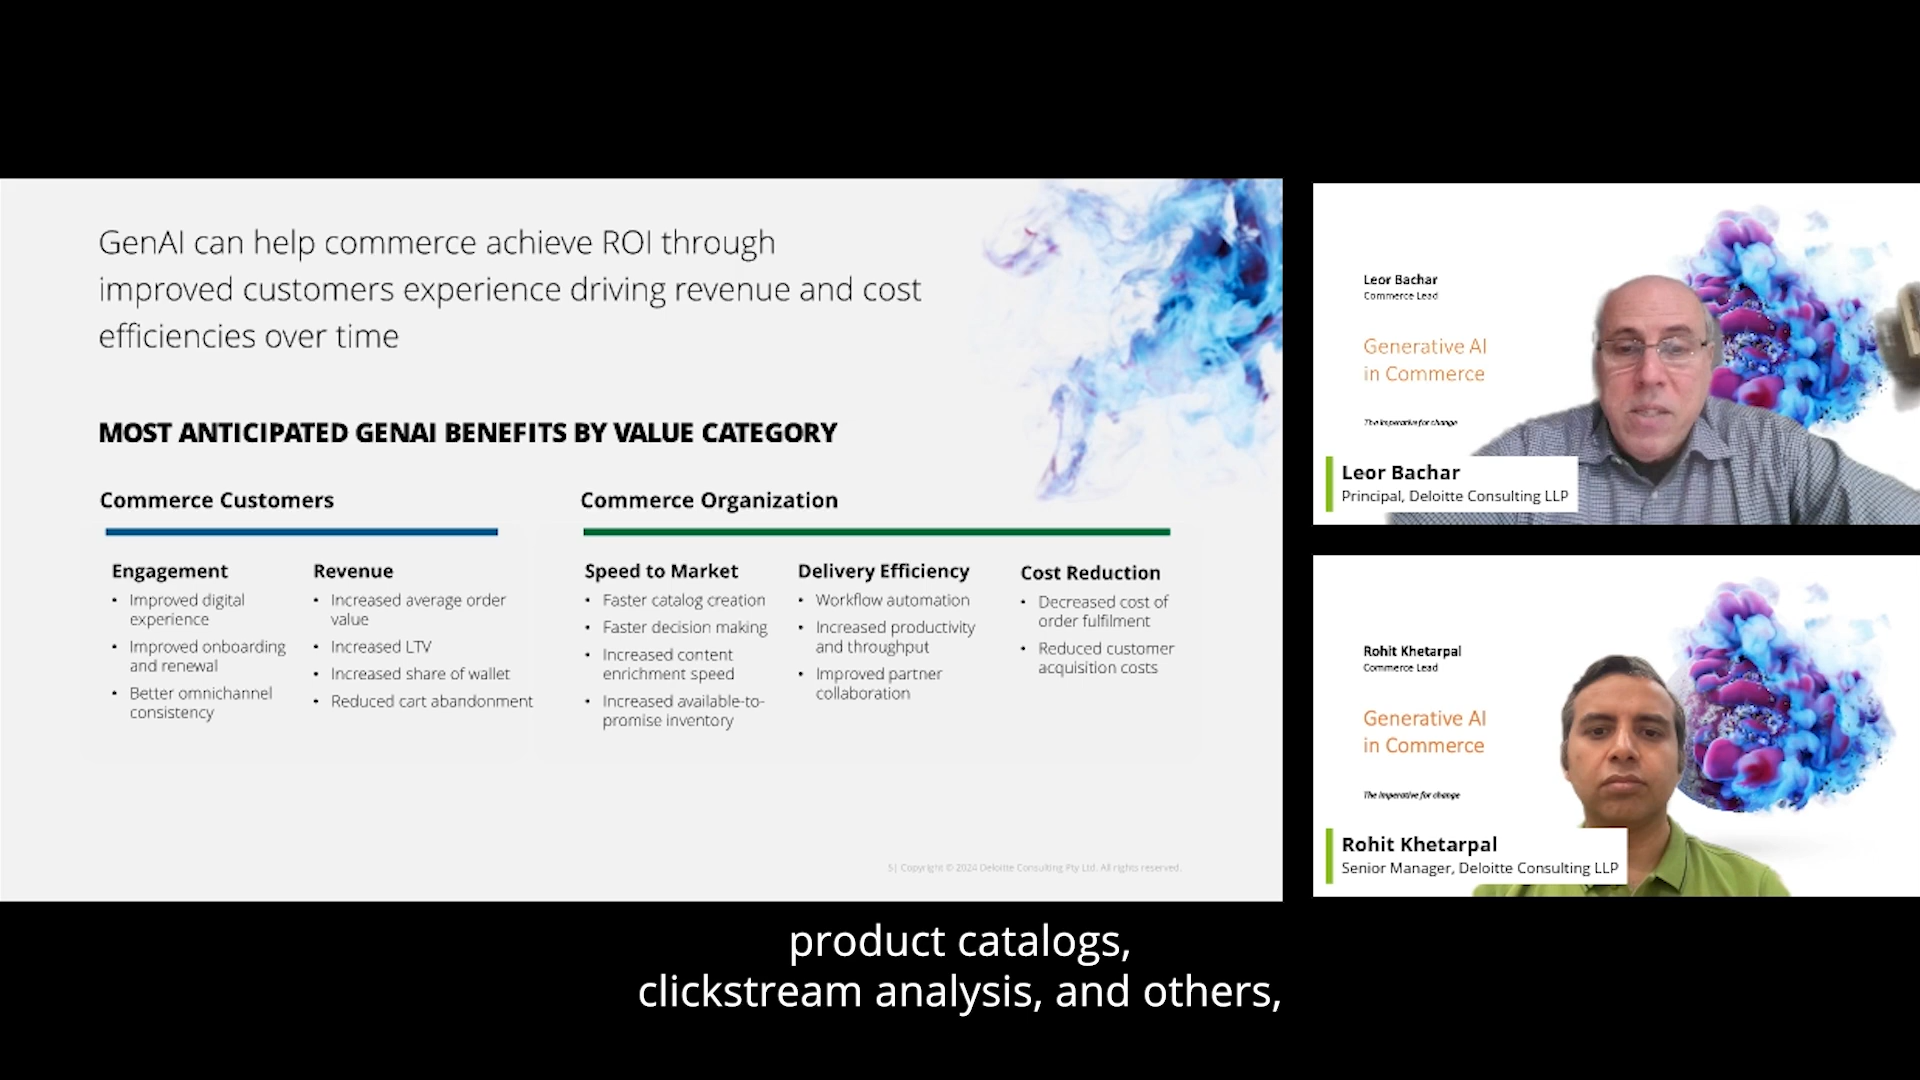 GenAI can help commerce achieve ROI through
improved customers experience driving revenue and cost
efficiencies over time
MOST ANTICIPATED GENAI BENEFITS BY VALUE CATEGORY
Commerce Customers
Engagement
• Improved digital
experience
• Improved onboarding
and renewal
• Better omnichannel
consistency
Revenue
• Increased average order
value
• Increased LTV
• Increased share of wallet
• Reduced cart abandonment
Commerce Organization
Speed to Market
• Faster catalog creation
• Faster decision making
• Increased content
enrichment speed
• Increased available-to-
promise inventory
Delivery Efficiency
• Workflow automation
• Increased productivity
and throughput
• Improved partner
collaboration
Cost Reduction
• Decreased cost of
order fulfilment
• Reduced customer
acquisition costs
5| Copyright © 2024 Deloitte Consulting Pty Ltd. All rights reserved.
Leor Bachar
Commerce Lead
Generative AI
in Commerce
The imperative for change
Leor Bachar
Principal, Deloitte Consulting LLP
Rohit Khetarpal
Commerce Lead
Generative AI
in Commerce
The imperative for change
Rohit Khetarpal
Senior Manager, Deloitte Consulting LLP
product catalogs,
clickstream analysis, and others,